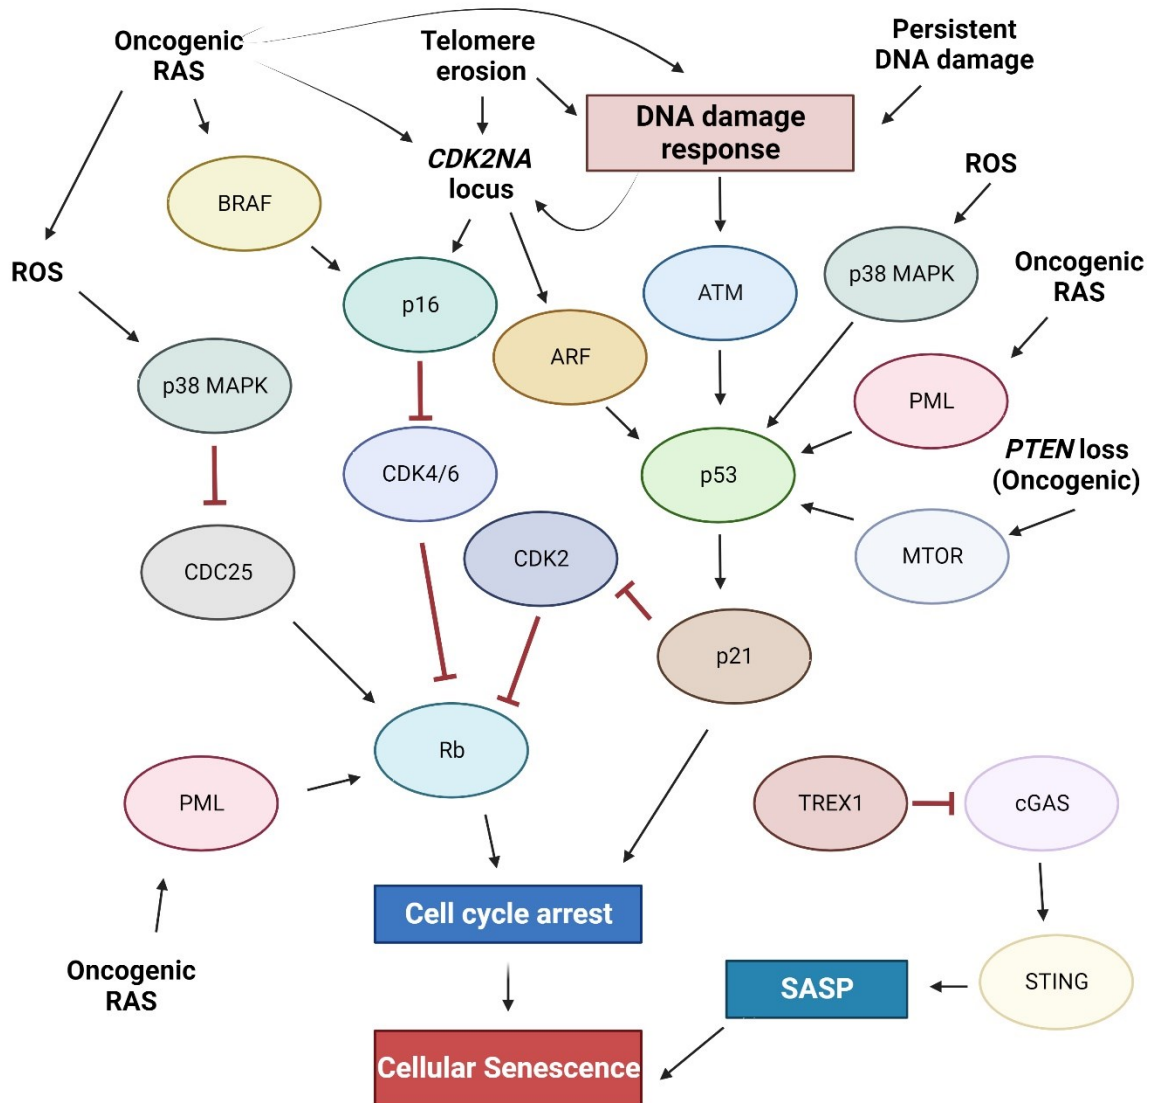 Oncogenic
RAS
Telomere
erosion
Persistent
DNA damage
DNA damage
response
CDK2NA
locus
ROS
BRAF
ROS
p16
ATM
p38 MAPK
Oncogenic
RAS
ARF
p38 MAPK
PML
CDK4/6
p53
PTEN loss
(Oncogenic)
CDC25
CDK2
MTOR
p21
Rb
PML
TREX1
cGAS
Cell cycle arrest
Oncogenic
RAS
SASP
STING
Cellular Senescence